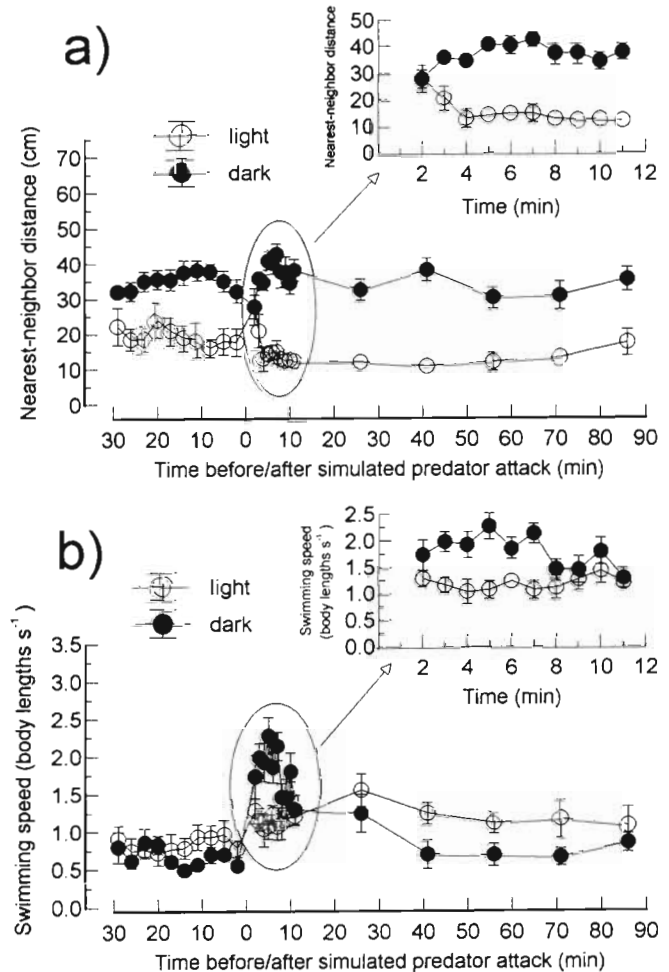 a)
light
dark
Nearest-neighbor distance (cm)
70
60
50
40
30
20
10
0
30 20 10 0 10 20 30 40 50 60 70 80 90
Time before/after simulated predator attack (min)
Nearest-neighbor distance
50
40
30
20
10
0
0 2 4 6 8 10 12
Time (min)
b)
light
dark
Swimming speed (body lengths s⁻¹)
3.5
3.0
2.5
2.0
1.5
1.0
0.5
0.0
30 20 10 0 10 20 30 40 50 60 70 80 90
Time before/after simulated predator attack (min)
Swimming speed
(body lengths s⁻¹)
2.5
2.0
1.5
1.0
0.5
0.0
0 2 4 6 8 10 12
Time (min)